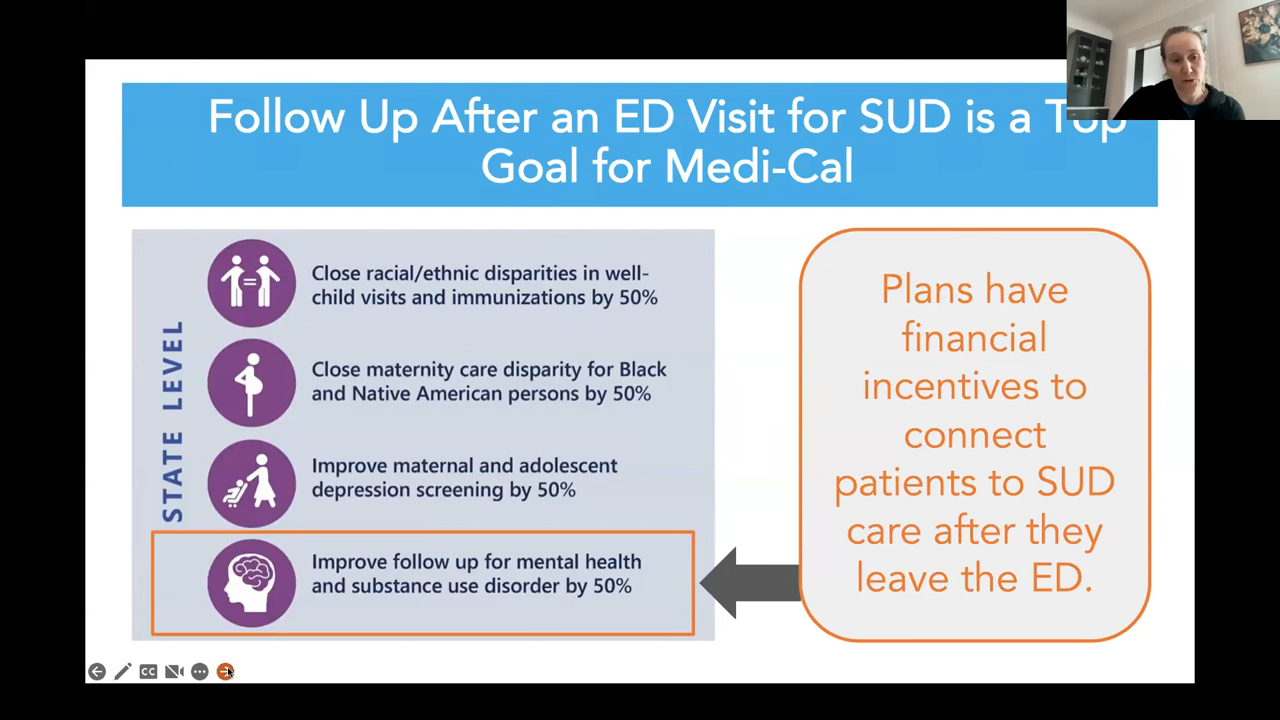 Follow Up After an ED Visit for SUD is a Top
Goal for Medi-Cal
STATE LEVEL
Close racial/ethnic disparities in well-
child visits and immunizations by 50%
Close maternity care disparity for Black
and Native American persons by 50%
Improve maternal and adolescent
depression screening by 50%
Improve follow up for mental health
and substance use disorder by 50%
Plans have
financial
incentives to
connect
patients to SUD
care after they
leave the ED.
CC